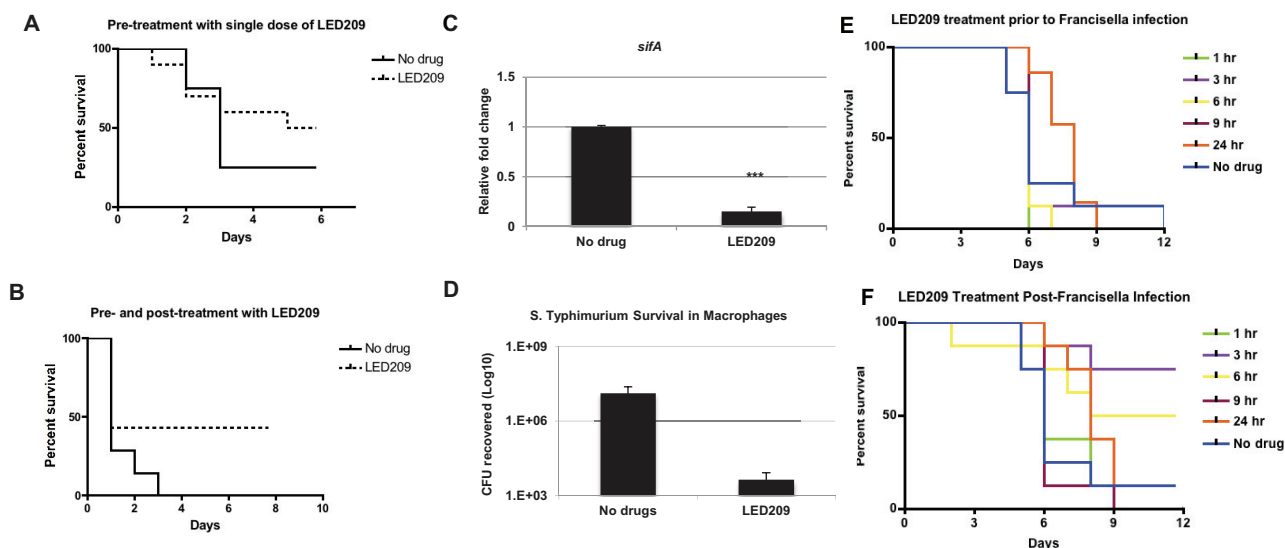 A
Pre-treatment with single dose of LED209
Percent survival
100
50
0
0 2 4 6
Days
No drug
LED209
B
Pre- and post-treatment with LED209
Percent survival
100
50
0
0 2 4 6 8 10
Days
No drug
LED209
C
sifA
Relative fold change
1.5
1
0.5
0
***
No drug LED209
D
S. Typhimurium Survival in Macrophages
CFU recovered (Log10)
1.E+09
1.E+06
1.E+03
No drugs LED209
E
LED209 treatment prior to Francisella infection
Percent survival
100
50
0
0 3 6 9 12
Days
1 hr
3 hr
6 hr
9 hr
24 hr
No drug
F
LED209 Treatment Post-Francisella Infection
Percent survival
100
50
0
0 3 6 9 12
Days
1 hr
3 hr
6 hr
9 hr
24 hr
No drug